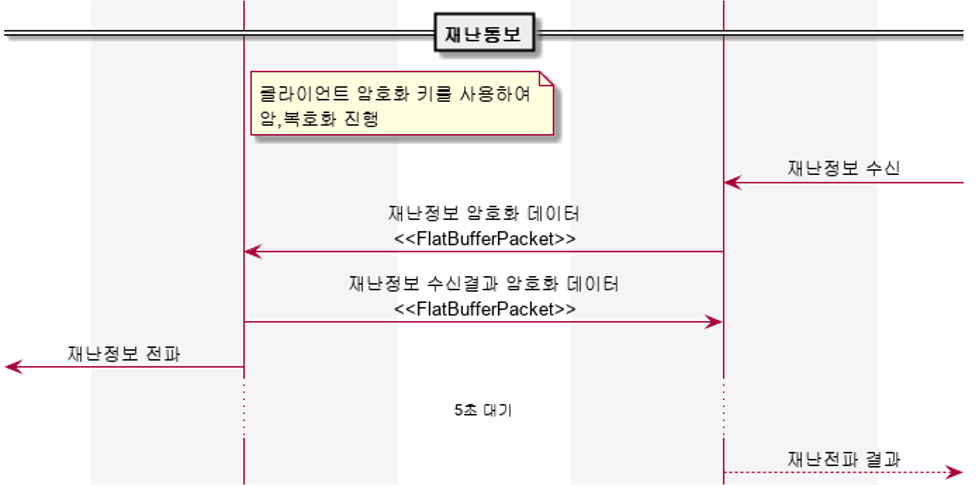 재난통보
클라이언트 암호화 키를 사용하여
암,복호화 진행
재난정보 수신
재난정보 암호화 데이터
<<FlatBufferPacket>>
재난정보 수신결과 암호화 데이터
<<FlatBufferPacket>>
재난정보 전파
5초 대기
재난전파 결과